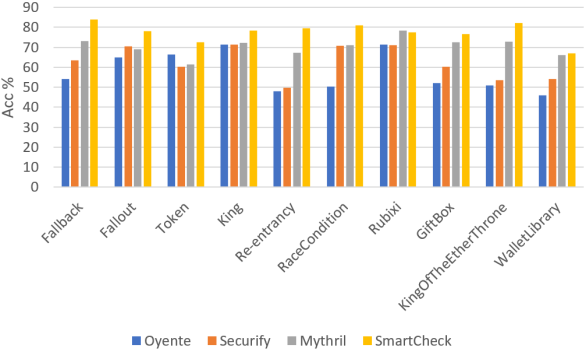 Acc %
90
80
70
60
50
40
30
20
10
0
Fallback
Fallout
Token
King
Re-entrancy
RaceCondition
Rubixi
GiftBox
KingOfTheEtherThrone
WalletLibrary
Oyente Securify Mythril SmartCheck